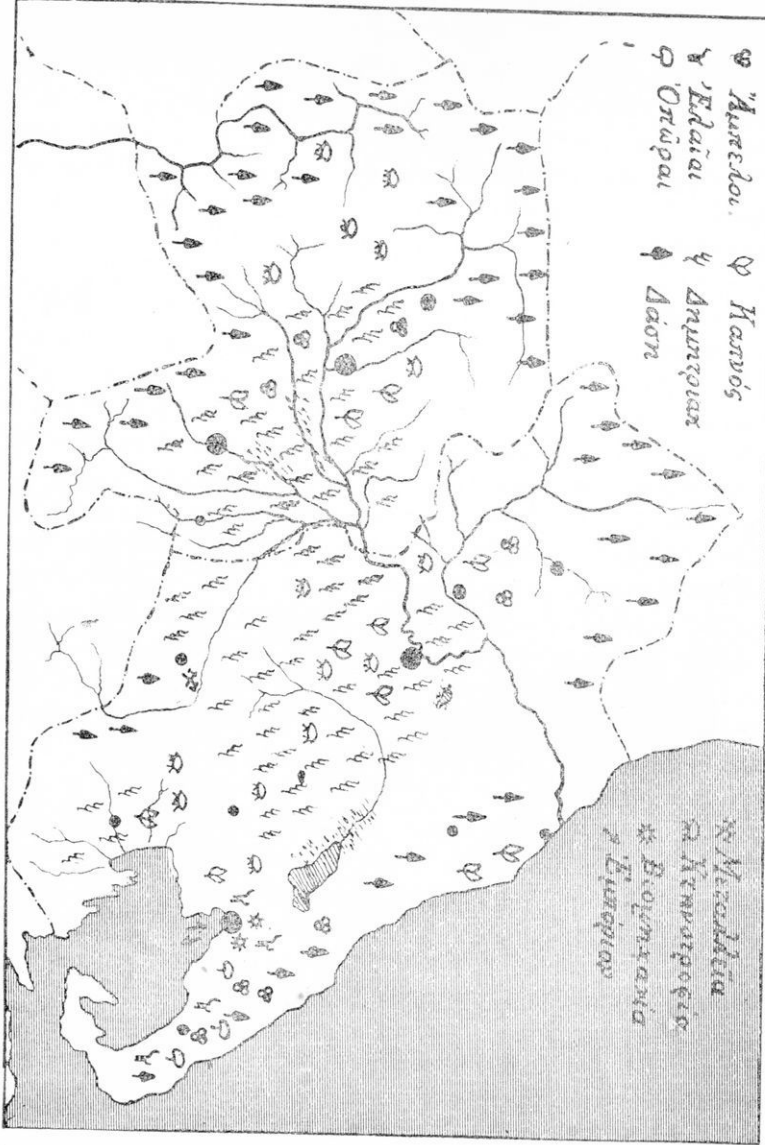 Ἄμπελοι.
Ἐλαῖαι
Ὀπῶραι
Καπνός
Δημητριακ
Δάση
Μεταλλεῖα
Κτηνοτροφία
Βιομηχανία
Ἐμπόριον